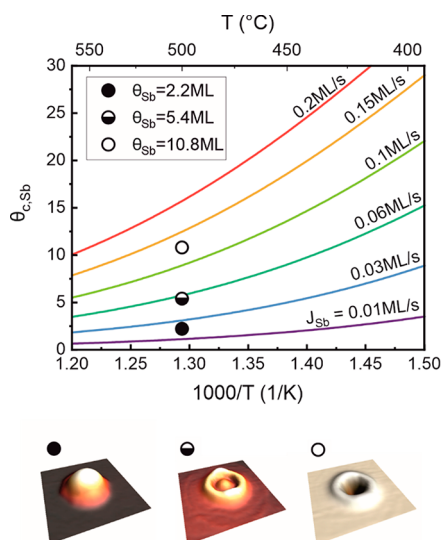 T (°C)
550 500 450 400
θSb=2.2ML
θSb=5.4ML
θSb=10.8ML
0.2ML/s
0.15ML/s
0.1ML/s
0.06ML/s
0.03ML/s
JSb = 0.01ML/s
θc,Sb
30
25
20
15
10
5
0
1.20 1.25 1.30 1.35 1.40 1.45 1.50
1000/T (1/K)